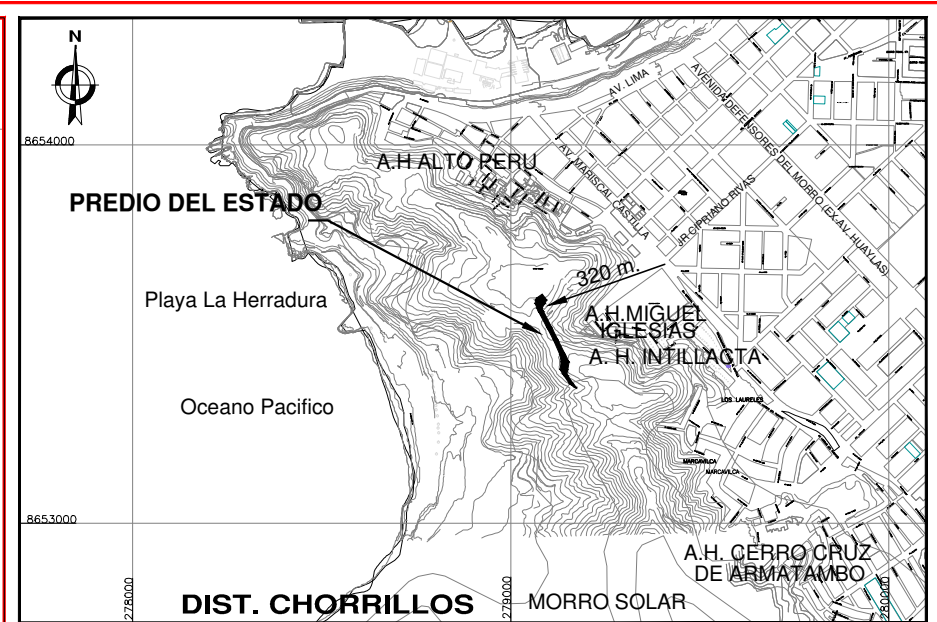 N
AV. LIMA
AVENIDA DEFENSORES DEL MORRO (EX-AV. HUAYLAS)
8654000
A.H ALTO PERU
AV. MARISCAL CASTILLA
JR CIPRIANO RIVAS
PREDIO DEL ESTADO
320 m.
Playa La Herradura
A.H.MIGUEL
IGLESIAS
A. H. INTILLACTA
Oceano Pacifico
LOS LAURELES
MARCAVILCA
MARCAVILCA
8653000
A.H. CERRO CRUZ
DE ARMATAMBO
278000
DIST. CHORRILLOS
279000
MORRO SOLAR
280000